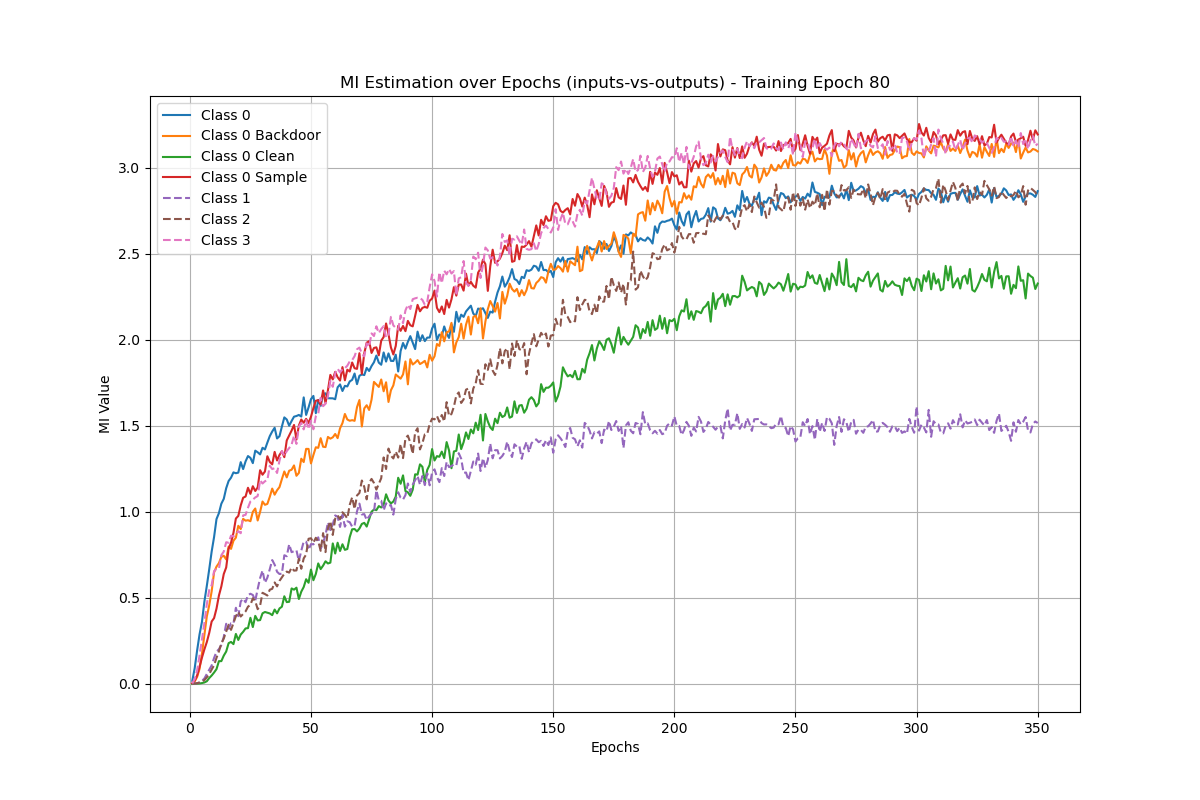 MI Estimation over Epochs (inputs-vs-outputs) - Training Epoch 80
Class 0
Class 0 Backdoor
Class 0 Clean
Class 0 Sample
Class 1
Class 2
Class 3
MI Value
3.0
2.5
2.0
1.5
1.0
0.5
0.0
0 50 100 150 200 250 300 350
Epochs